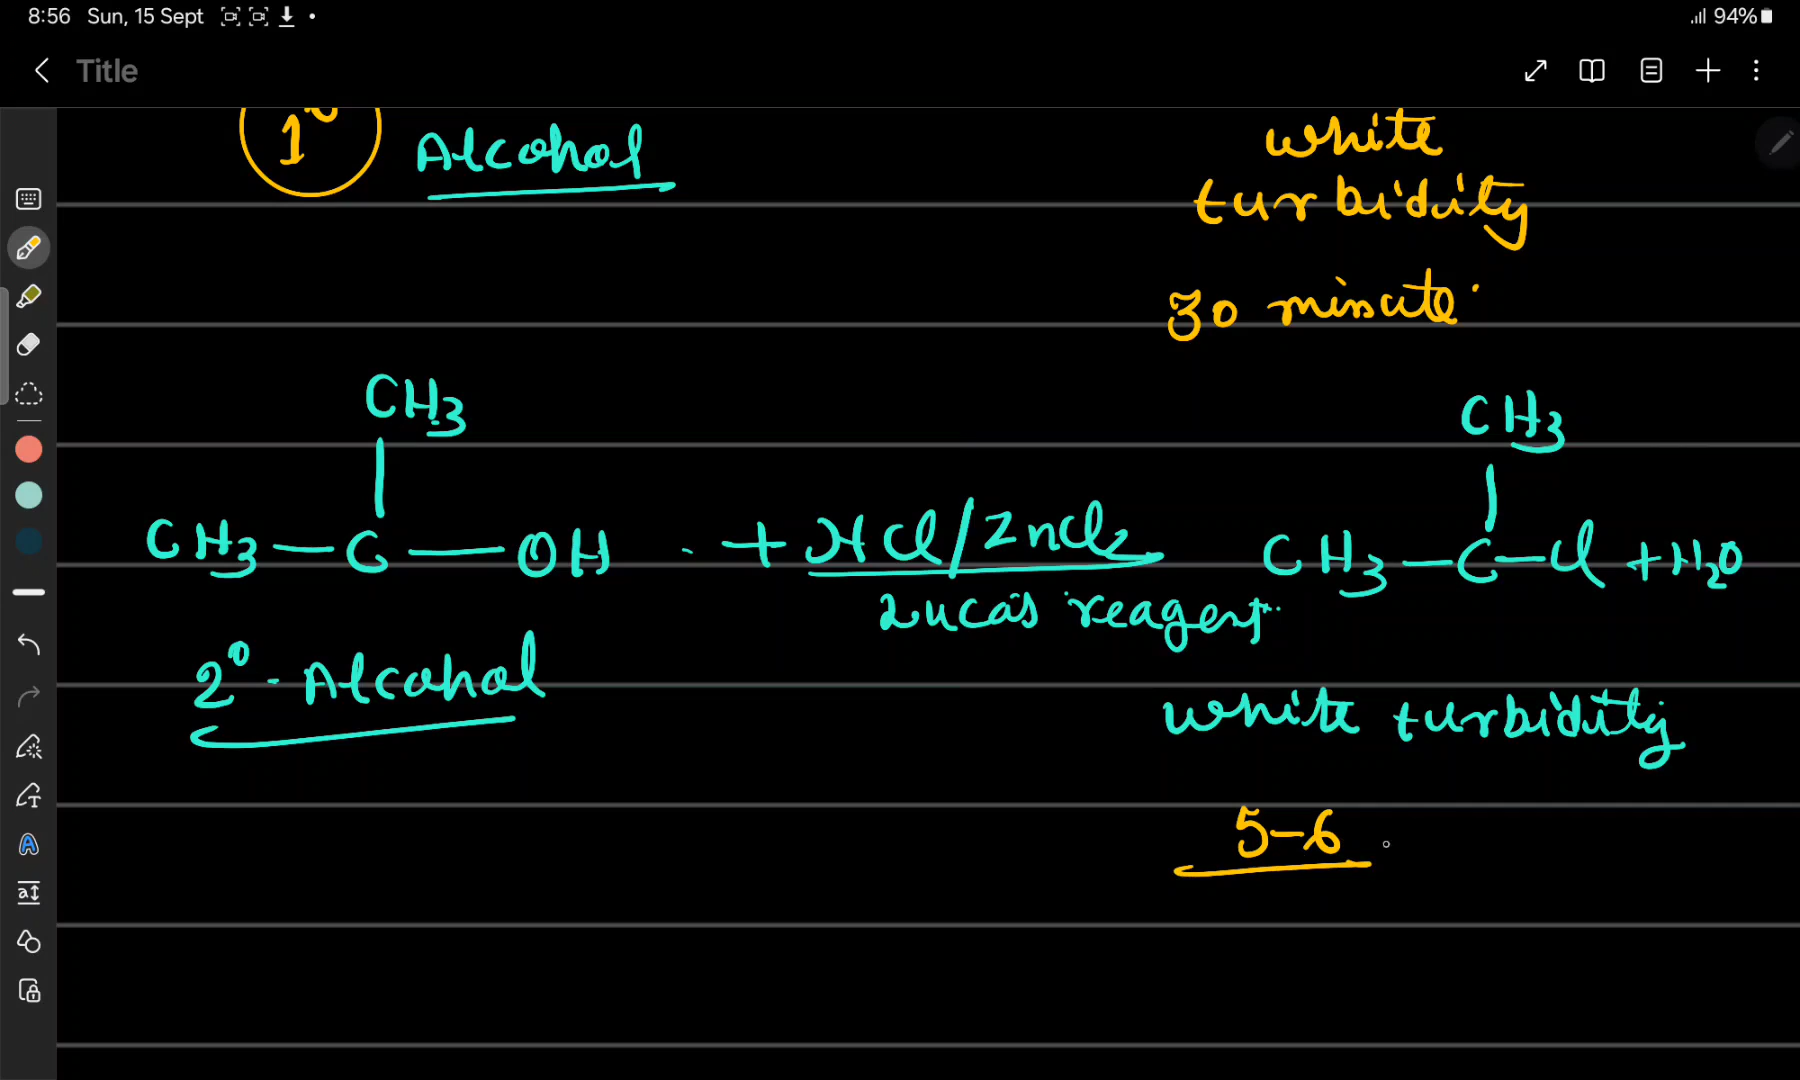 8:56 Sun, 15 Sept 94%
Title
1° Alcohol
white
turbidity
30 minute
CH3
CH3
CH3—C—OH + HCl/ZnCl2 CH3—C—Cl + H2O
Lucas reagent
2° - Alcohol
white turbidity
5-6